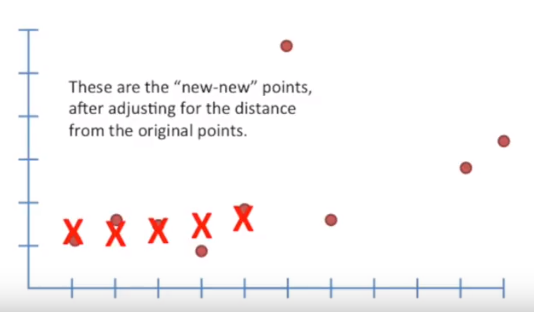 These are the “new-new” points,
after adjusting for the distance
from the original points.
X X X X X